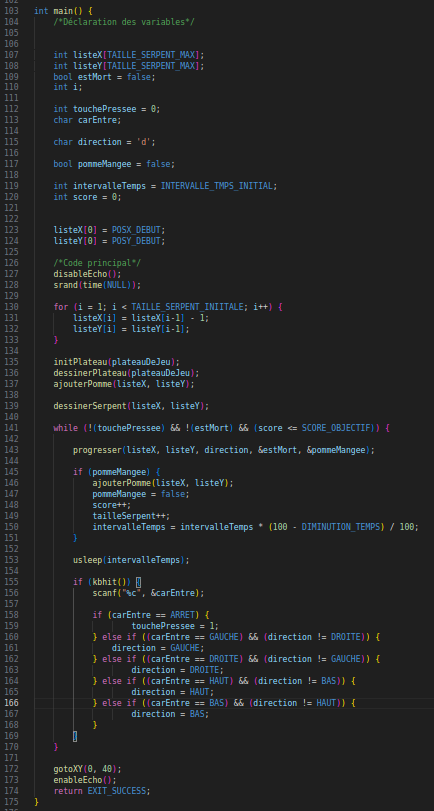 103 int main() {
104 /*Déclaration des variables*/
105
106
107 int listeX[TAILLE_SERPENT_MAX];
108 int listeY[TAILLE_SERPENT_MAX];
109 bool estMort = false;
110 int i;
111
112 int touchePressee = 0;
113 char carEntre;
114
115 char direction = 'd';
116
117 bool pommeMangee = false;
118
119 int intervalleTemps = INTERVALLE_TMPS_INITIAL;
120 int score = 0;
121
122
123 listeX[0] = POSX_DEBUT;
124 listeY[0] = POSY_DEBUT;
125
126 /*Code principal*/
127 disableEcho();
128 srand(time(NULL));
129
130 for (i = 1; i < TAILLE_SERPENT_INIITALE; i++) {
131 listeX[i] = listeX[i-1] - 1;
132 listeY[i] = listeY[i-1];
133 }
134
135 initPlateau(plateauDeJeu);
136 dessinerPlateau(plateauDeJeu);
137 ajouterPomme(listeX, listeY);
138
139 dessinerSerpent(listeX, listeY);
140
141 while (!(touchePressee) && !(estMort) && (score <= SCORE_OBJECTIF)) {
142
143 progresser(listeX, listeY, direction, &estMort, &pommeMangee);
144
145 if (pommeMangee) {
146 ajouterPomme(listeX, listeY);
147 pommeMangee = false;
148 score++;
149 tailleSerpent++;
150 intervalleTemps = intervalleTemps * (100 - DIMINUTION_TEMPS) / 100;
151 }
152
153 usleep(intervalleTemps);
154
155 if (kbhit()) {
156 scanf("%c", &carEntre);
157
158 if (carEntre == ARRET) {
159 touchePressee = 1;
160 } else if ((carEntre == GAUCHE) && (direction != DROITE)) {
161 direction = GAUCHE;
162 } else if ((carEntre == DROITE) && (direction != GAUCHE)) {
163 direction = DROITE;
164 } else if ((carEntre == HAUT) && (direction != BAS)) {
165 direction = HAUT;
166 } else if ((carEntre == BAS) && (direction != HAUT)) {
167 direction = BAS;
168 }
169 }
170 }
171
172 gotoXY(0, 40);
173 enableEcho();
174 return EXIT_SUCCESS;
175 }